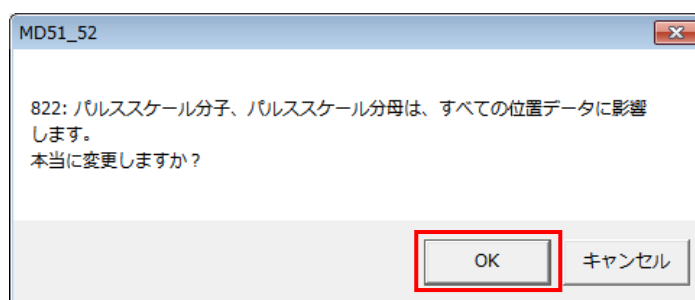 MD51_52
822: パルススケール分子、パルススケール分母は、すべての位置データに影響
します。
本当に変更しますか？
OK
キャンセル